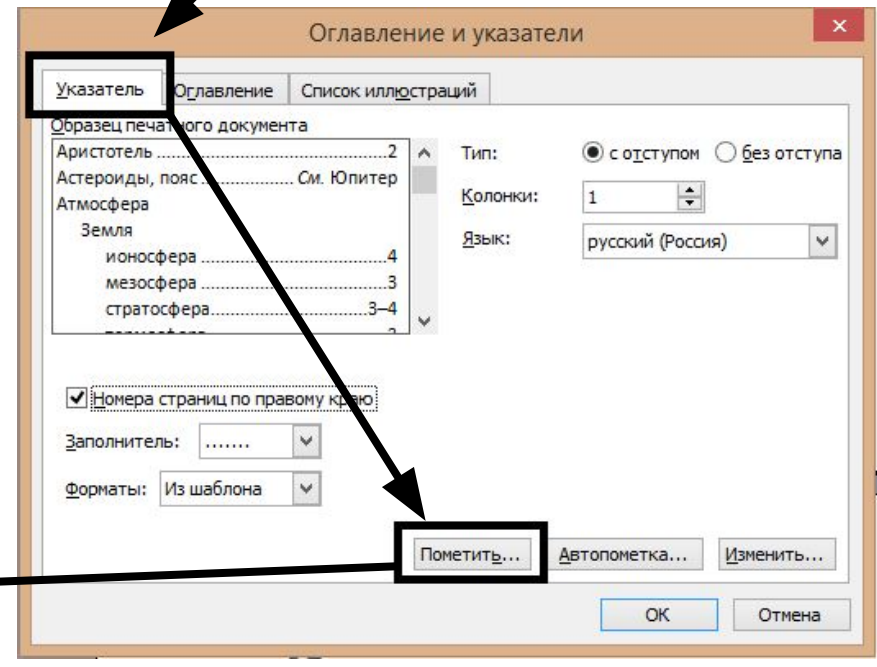 Оглавление и указатели
Указатель Оглавление Список иллюстраций
Образец печатного документа
Аристотель ........................................2
Астероиды, пояс ................. См. Юпитер
Атмосфера
Земля
ионосфера ...............................4
мезосфера ...............................3
стратосфера..........................3–4
Тип: с отступом без отступа
Колонки: 1
Язык: русский (Россия)
Номера страниц по правому краю
Заполнитель: .......
Форматы: Из шаблона
Пометить... Автопометка... Изменить...
ОК Отмена